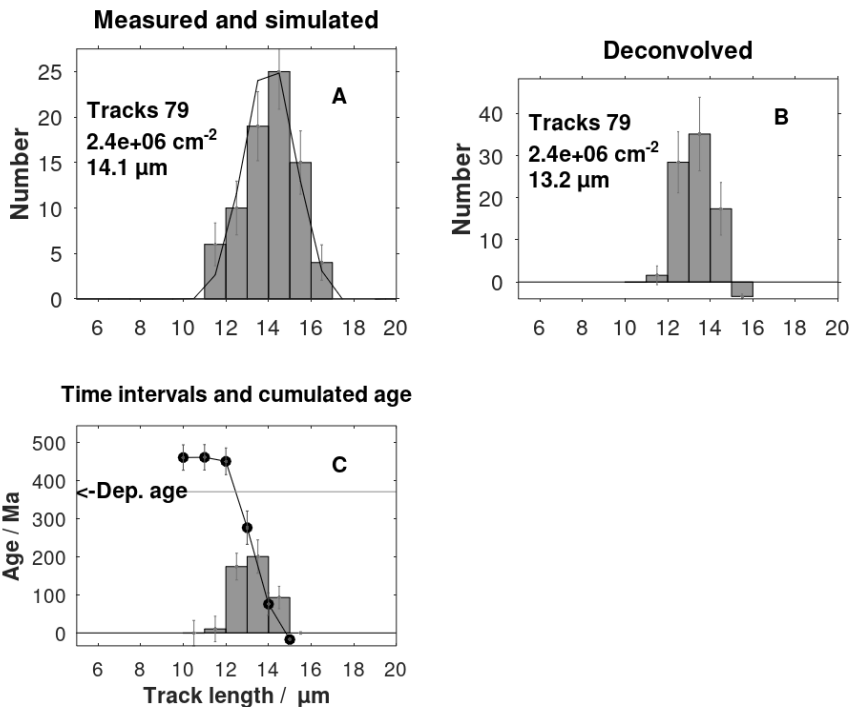 Measured and simulated
A
Tracks 79
2.4e+06 cm-2
14.1 µm
Number
25
20
15
10
5
0
6 8 10 12 14 16 18 20
Deconvolved
B
Tracks 79
2.4e+06 cm-2
13.2 µm
Number
40
30
20
10
0
6 8 10 12 14 16 18 20
Time intervals and cumulated age
C
<-Dep. age
Age / Ma
500
400
300
200
100
0
6 8 10 12 14 16 18 20
Track length / µm